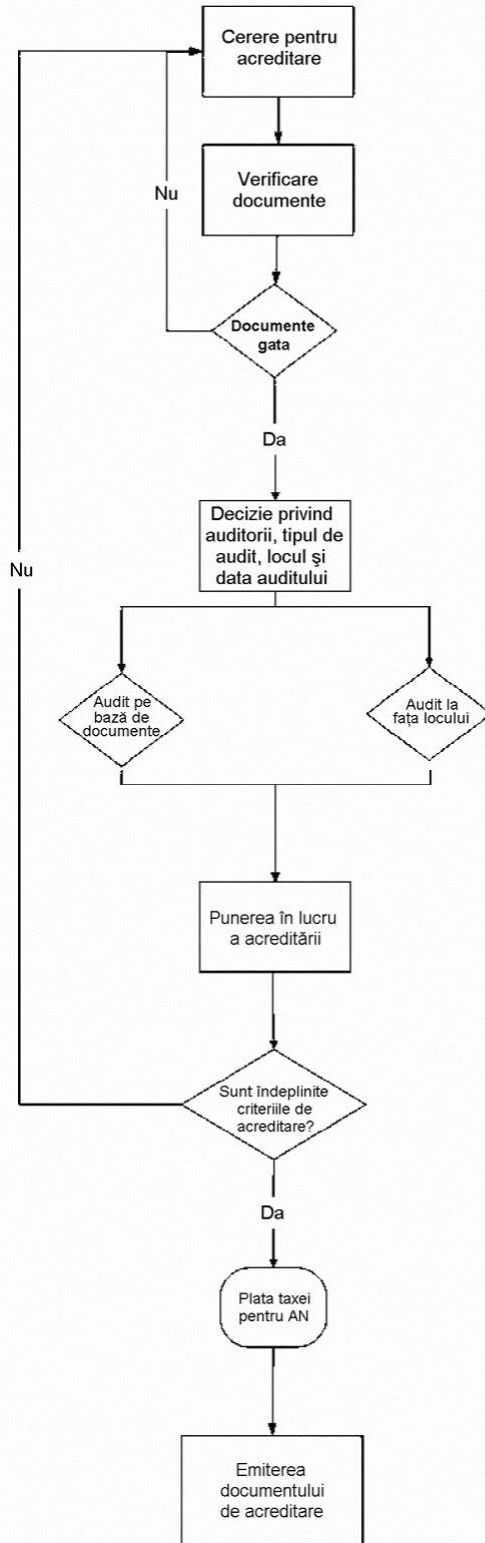 Cerere pentru
acreditare
Verificare
documente
Nu
Documente
gata
Da
Decizie privind
auditorii, tipul de
audit, locul şi
data auditului
Nu
Audit pe
bază de
documente
Audit la
fața locului
Punerea în lucru
a acreditării
Sunt îndeplinite
criteriile de
acreditare?
Da
Plata taxei
pentru AN
Emiterea
documentului
de acreditare